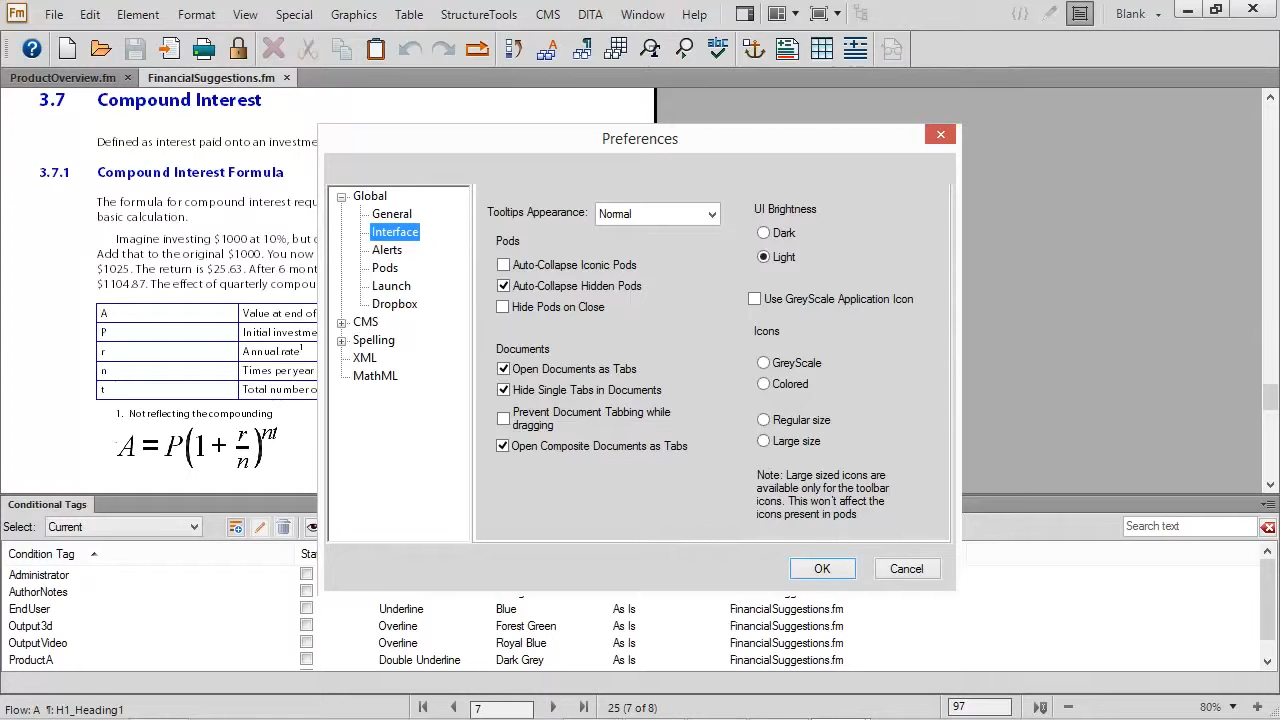 Fm File Edit Element Format View Special Graphics Table StructureTools CMS DITA Window Help Blank
ProductOverview.fm × FinancialSuggestions.fm ×
3.7 Compound Interest
Defined as interest paid onto an investme
3.7.1 Compound Interest Formula
The formula for compound interest requ
basic calculation.
Imagine investing $1000 at 10%, but c
Add that to the original $1000. You now
$1025. The return is $25.63. After 6 mont
$1104.87. The effect of quarterly compou
A Value at end of
P Initial investme
r Annual rate1
n Times per year
t Total number o
1. Not reflecting the compounding
A = P(1 + r/n)^nt
Preferences
Global
General
Interface
Alerts
Pods
Launch
Dropbox
CMS
Spelling
XML
MathML
Tooltips Appearance: Normal
Pods
Auto-Collapse Iconic Pods
Auto-Collapse Hidden Pods
Hide Pods on Close
Documents
Open Documents as Tabs
Hide Single Tabs in Documents
Prevent Document Tabbing while
dragging
Open Composite Documents as Tabs
UI Brightness
Dark
Light
Use GreyScale Application Icon
Icons
GreyScale
Colored
Regular size
Large size
Note: Large sized icons are
available only for the toolbar
icons. This won't affect the
icons present in pods
OK Cancel
Conditional Tags
Select: Current Search text
Condition Tag Sta
Administrator
AuthorNotes
EndUser Underline Blue As Is FinancialSuggestions.fm
Output3d Overline Forest Green As Is FinancialSuggestions.fm
OutputVideo Overline Royal Blue As Is FinancialSuggestions.fm
ProductA Double Underline Dark Grey As Is FinancialSuggestions.fm
Flow: A ¶: H1_Heading1 7 25 (7 of 8) 97 80%